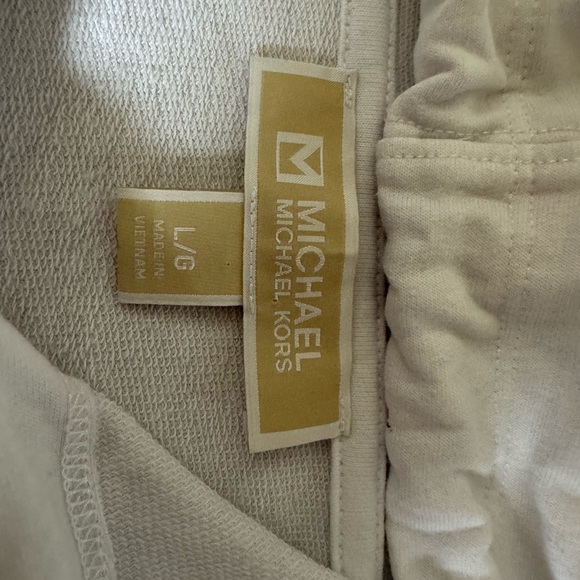 MICHAEL
MICHAEL KORS
L/G
MADE IN
VIETNAM